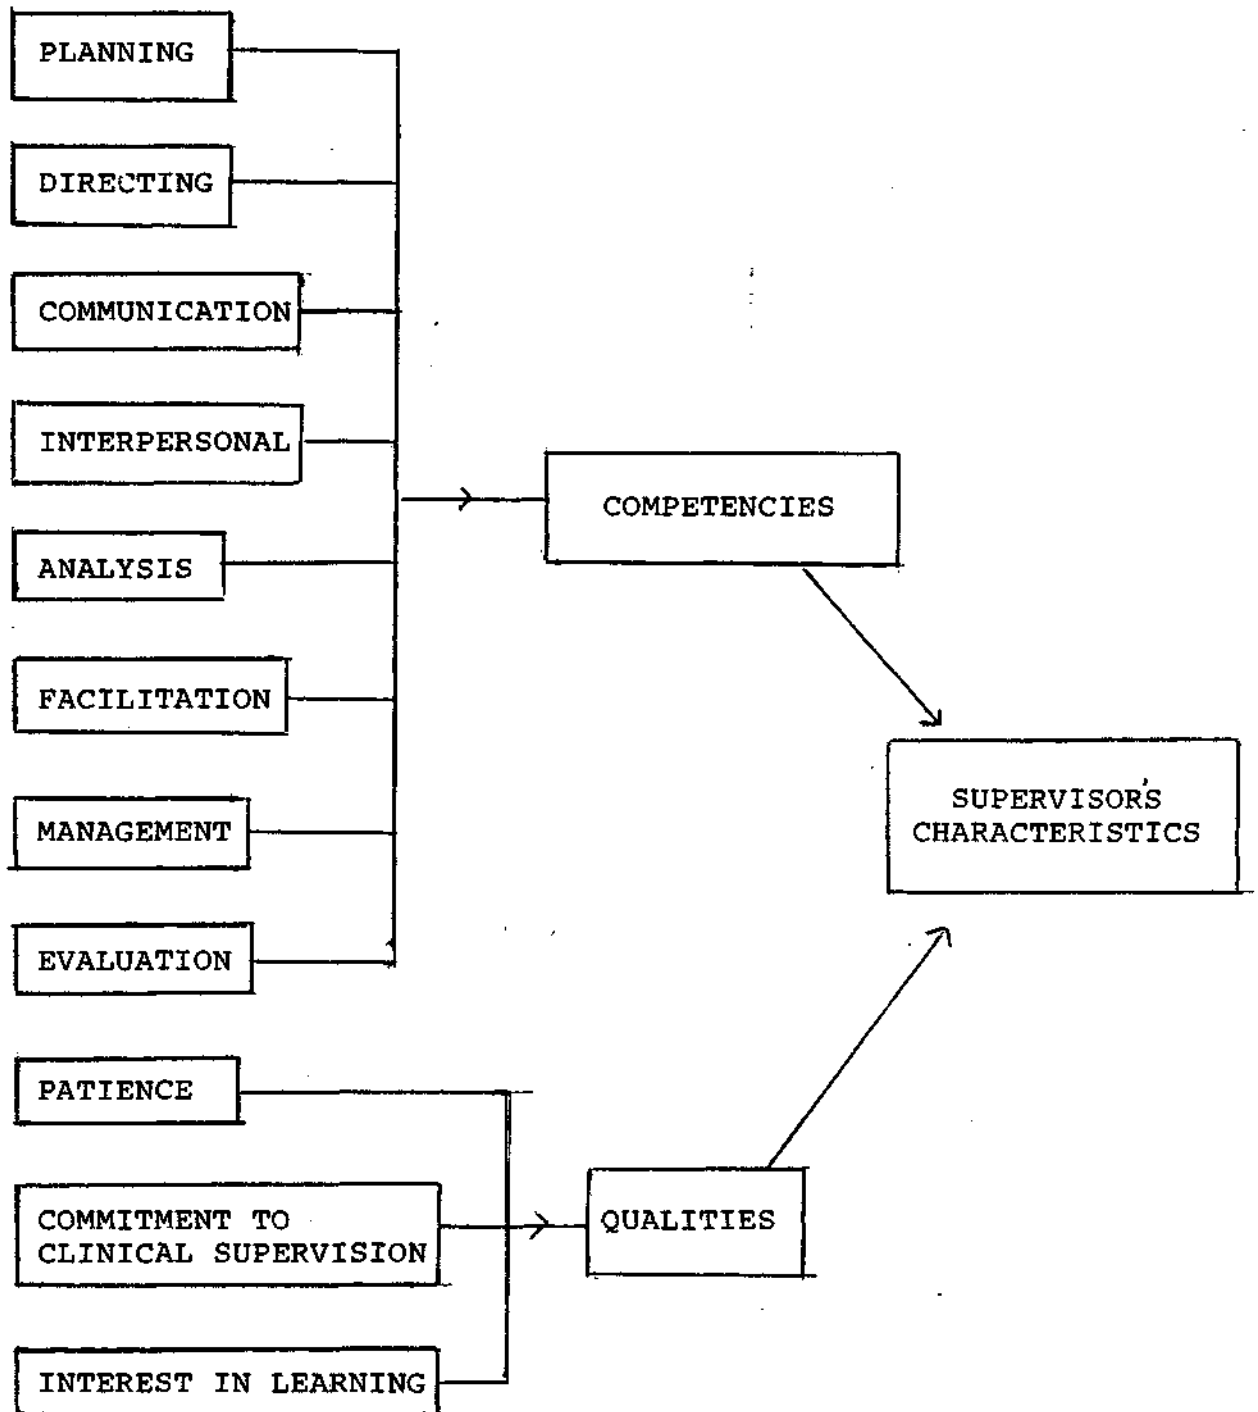 PLANNING
DIRECTING
COMMUNICATION
INTERPERSONAL
COMPETENCIES
ANALYSIS
FACILITATION
SUPERVISOR'S
CHARACTERISTICS
MANAGEMENT
EVALUATION
PATIENCE
COMMITMENT TO
CLINICAL SUPERVISION
QUALITIES
INTEREST IN LEARNING